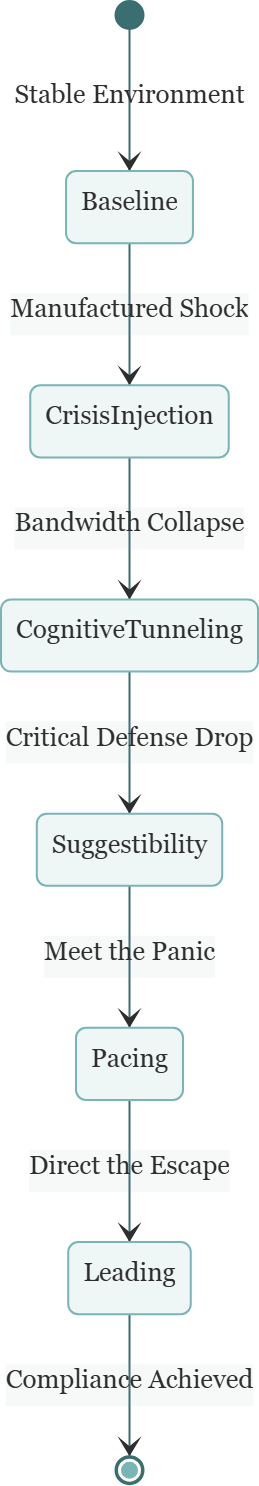 Stable Environment
Baseline
Manufactured Shock
CrisisInjection
Bandwidth Collapse
CognitiveTunneling
Critical Defense Drop
Suggestibility
Meet the Panic
Pacing
Direct the Escape
Leading
Compliance Achieved